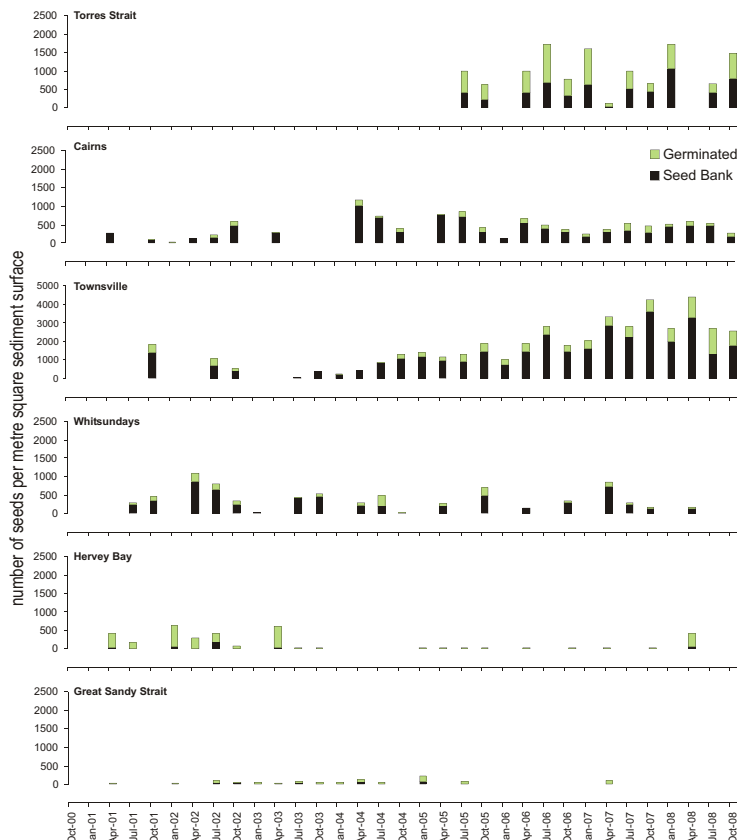 Torres Strait
2500
2000
1500
1000
500
0
Cairns
2500
2000
1500
1000
500
0
Germinated
Seed Bank
Townsville
5000
4000
3000
2000
1000
0
Whitsundays
2500
2000
1500
1000
500
0
Hervey Bay
2500
2000
1500
1000
500
0
Great Sandy Strait
2500
2000
1500
1000
500
0
number of seeds per metre square sediment surface
Oct-00
Jan-01
Apr-01
Jul-01
Oct-01
Jan-02
Apr-02
Jul-02
Oct-02
Jan-03
Apr-03
Jul-03
Oct-03
Jan-04
Apr-04
Jul-04
Oct-04
Jan-05
Apr-05
Jul-05
Oct-05
Jan-06
Apr-06
Jul-06
Oct-06
Jan-07
Apr-07
Jul-07
Oct-07
Jan-08
Apr-08
Jul-08
Oct-08